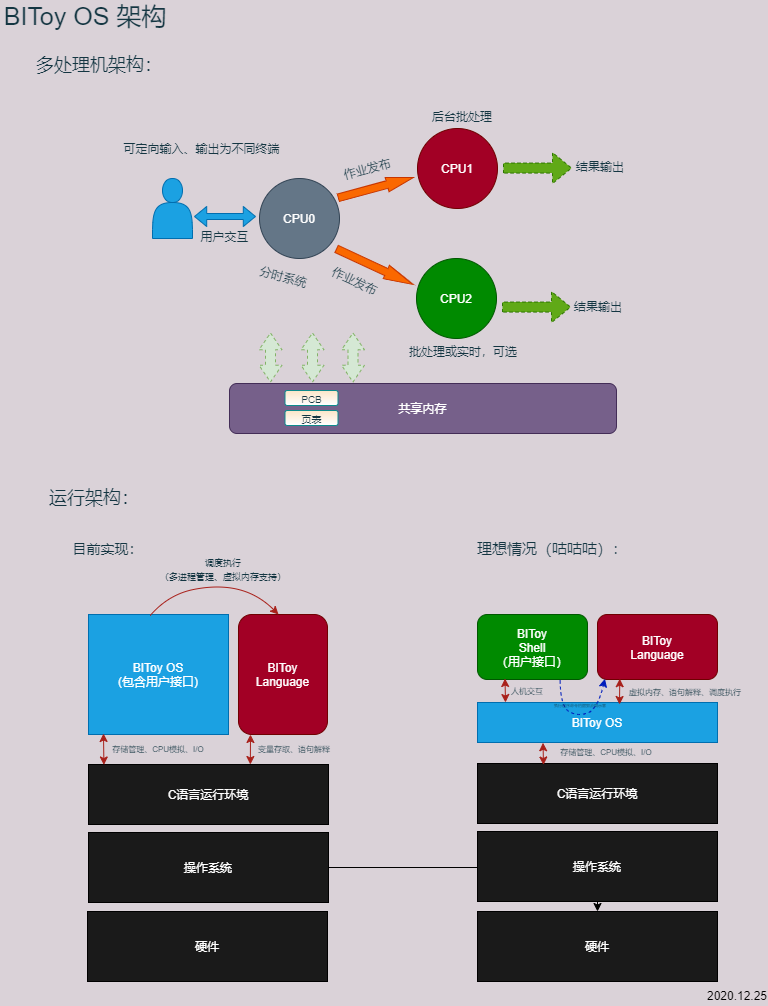 BIToy OS 架构
多处理机架构：
后台批处理
可定向输入、输出为不同终端
作业发布
CPU1
结果输出
CPU0
用户交互
分时系统
作业发布
CPU2
结果输出
批处理或实时，可选
PCB
页表
共享内存
运行架构：
目前实现：
理想情况（咕咕咕）：
调度执行
（多进程管理、虚拟内存支持）
BIToy OS
(包含用户接口)
BIToy
Language
BIToy
Shell
(用户接口)
BIToy
Language
人机交互
虚拟内存、语句解释、调度执行
BIToy OS
存储管理、CPU模拟、I/O
变量存取、语句解释
存储管理、CPU模拟、I/O
C语言运行环境
C语言运行环境
操作系统
操作系统
硬件
硬件
2020.12.25